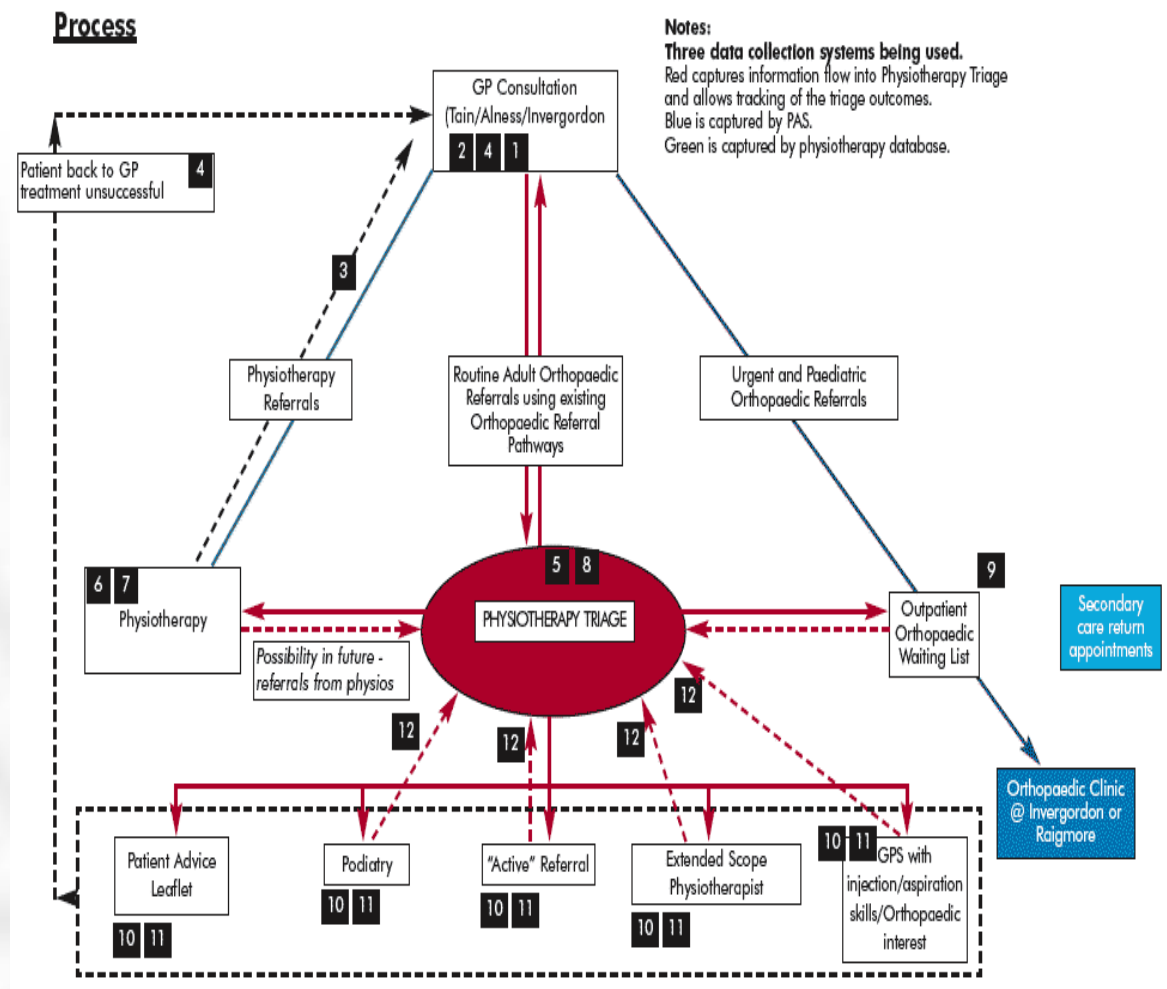 Process
Notes:
Three data collection systems being used.
Red captures information flow into Physiotherapy Triage
and allows tracking of the triage outcomes.
Blue is captured by PAS.
Green is captured by physiotherapy database.
GP Consultation
(Tain/Alness/Invergordon
2 4 1
Patient back to GP
treatment unsuccessful
4
3
Physiotherapy
Referrals
Routine Adult Orthopaedic
Referrals using existing
Orthopaedic Referral
Pathways
Urgent and Paediatric
Orthopaedic Referrals
6 7
Physiotherapy
5 8
PHYSIOTHERAPY TRIAGE
Possibility in future -
referrals from physios
9
Outpatient
Orthopaedic
Waiting List
Secondary
care return
appointments
12
12
12
12
Orthopaedic Clinic
@ Invergordon or
Raigmore
Patient Advice
Leaflet
10 11
Podiatry
10 11
"Active" Referral
10 11
Extended Scope
Physiotherapist
10 11
10 11
GPS with
injection/aspiration
skills/Orthopaedic
interest